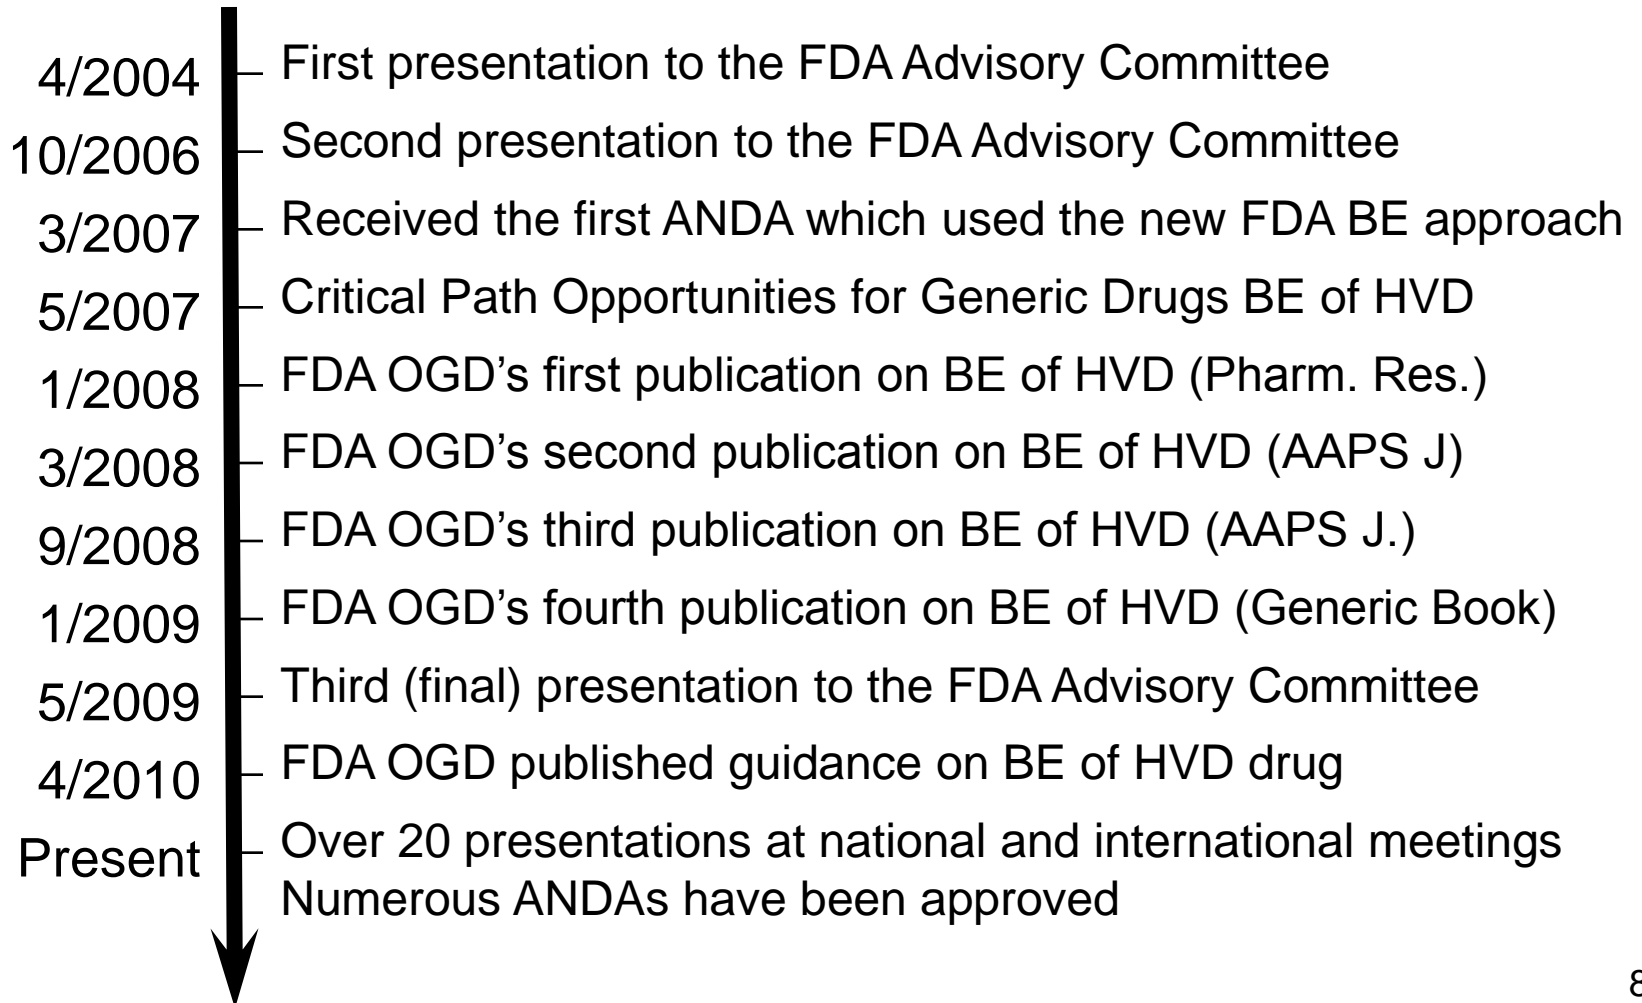 4/2004 First presentation to the FDA Advisory Committee
10/2006 Second presentation to the FDA Advisory Committee
3/2007 Received the first ANDA which used the new FDA BE approach
5/2007 Critical Path Opportunities for Generic Drugs BE of HVD
1/2008 FDA OGD’s first publication on BE of HVD (Pharm. Res.)
3/2008 FDA OGD’s second publication on BE of HVD (AAPS J)
9/2008 FDA OGD’s third publication on BE of HVD (AAPS J.)
1/2009 FDA OGD’s fourth publication on BE of HVD (Generic Book)
5/2009 Third (final) presentation to the FDA Advisory Committee
4/2010 FDA OGD published guidance on BE of HVD drug
Present Over 20 presentations at national and international meetings
Numerous ANDAs have been approved
8